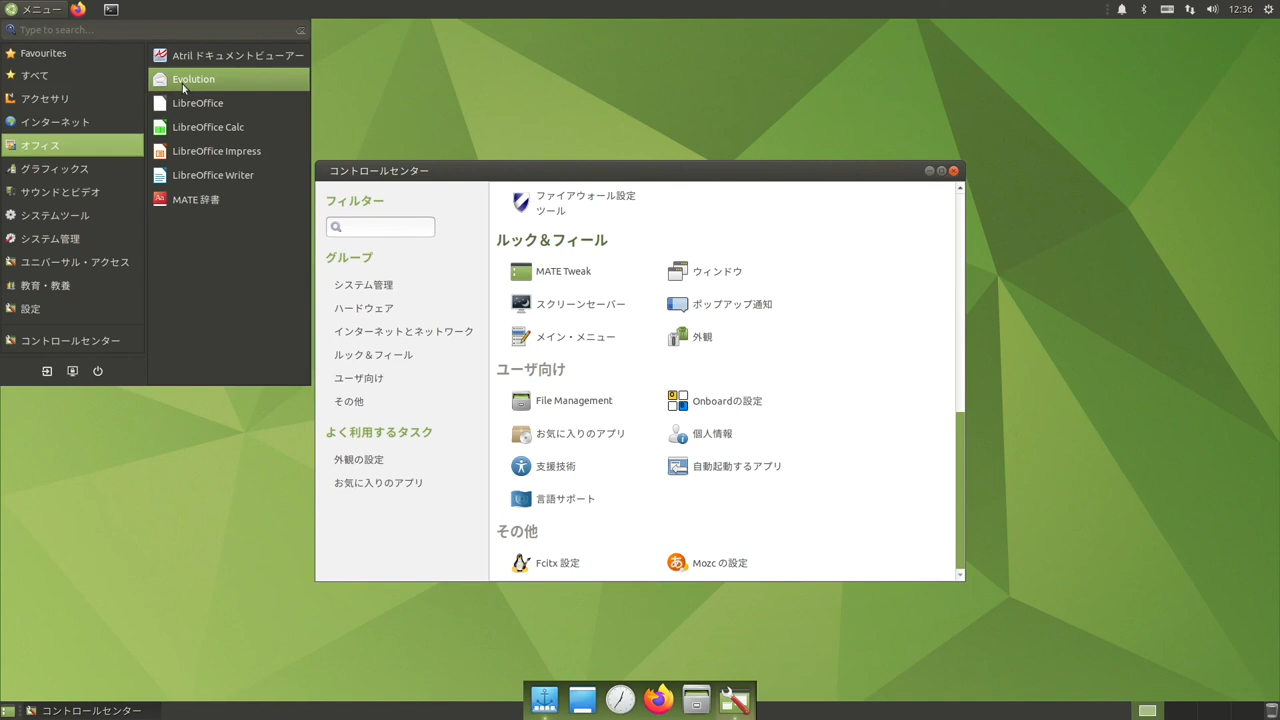 メニュー
12:36
Type to search...
Favourites
すべて
アクセサリ
インターネット
オフィス
グラフィックス
サウンドとビデオ
システムツール
システム管理
ユニバーサル・アクセス
教育・教養
設定
コントロールセンター
Atril ドキュメントビューアー
Evolution
LibreOffice
LibreOffice Calc
LibreOffice Impress
LibreOffice Writer
MATE 辞書
コントロールセンター
フィルター
グループ
システム管理
ハードウェア
インターネットとネットワーク
ルック＆フィール
ユーザ向け
その他
よく利用するタスク
外観の設定
お気に入りのアプリ
ファイアウォール設定
ツール
ルック＆フィール
MATE Tweak
ウィンドウ
スクリーンセーバー
ポップアップ通知
メイン・メニュー
外観
ユーザ向け
File Management
Onboardの設定
お気に入りのアプリ
個人情報
支援技術
自動起動するアプリ
言語サポート
その他
Fcitx 設定
Mozc の設定
コントロールセンター